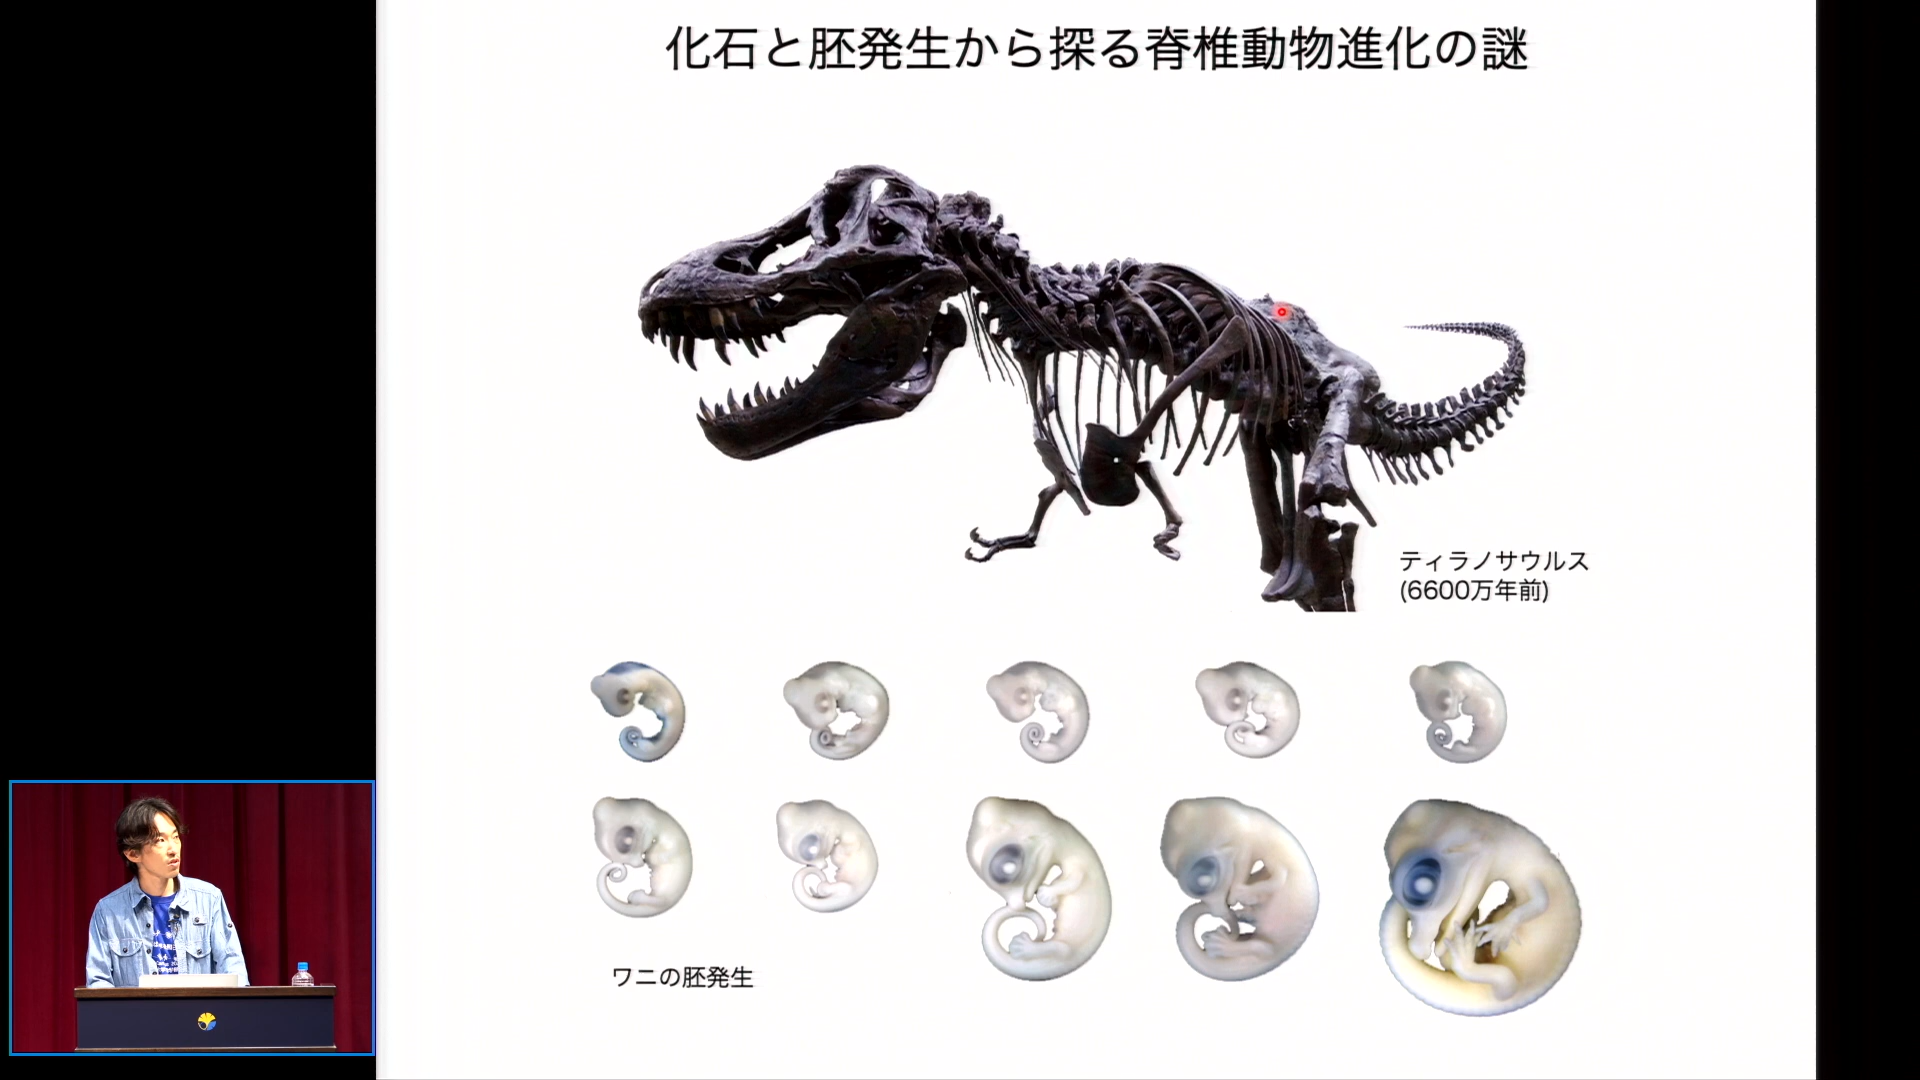 化石と胚発生から探る脊椎動物進化の謎
ティラノサウルス
(6600万年前)
ワニの胚発生